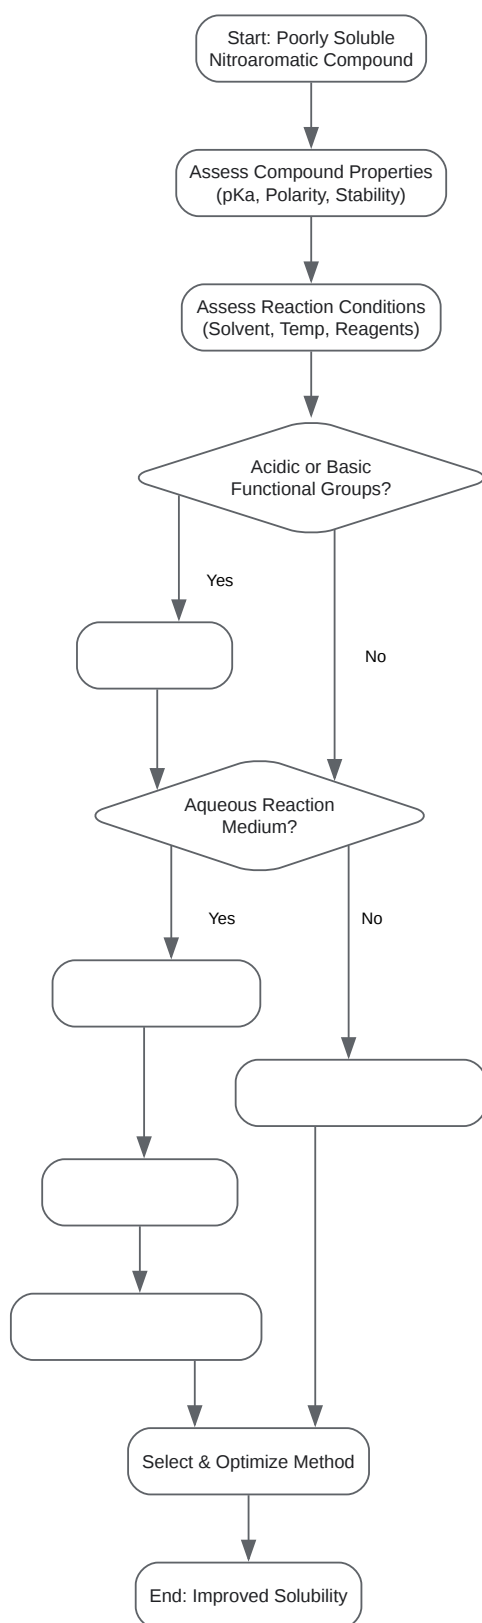 Start: Poorly Soluble
Nitroaromatic Compound
Assess Compound Properties
(pKa, Polarity, Stability)
Assess Reaction Conditions
(Solvent, Temp, Reagents)
Acidic or Basic
Functional Groups?
Yes
No
Aqueous Reaction
Medium?
Yes
No
Select & Optimize Method
End: Improved Solubility